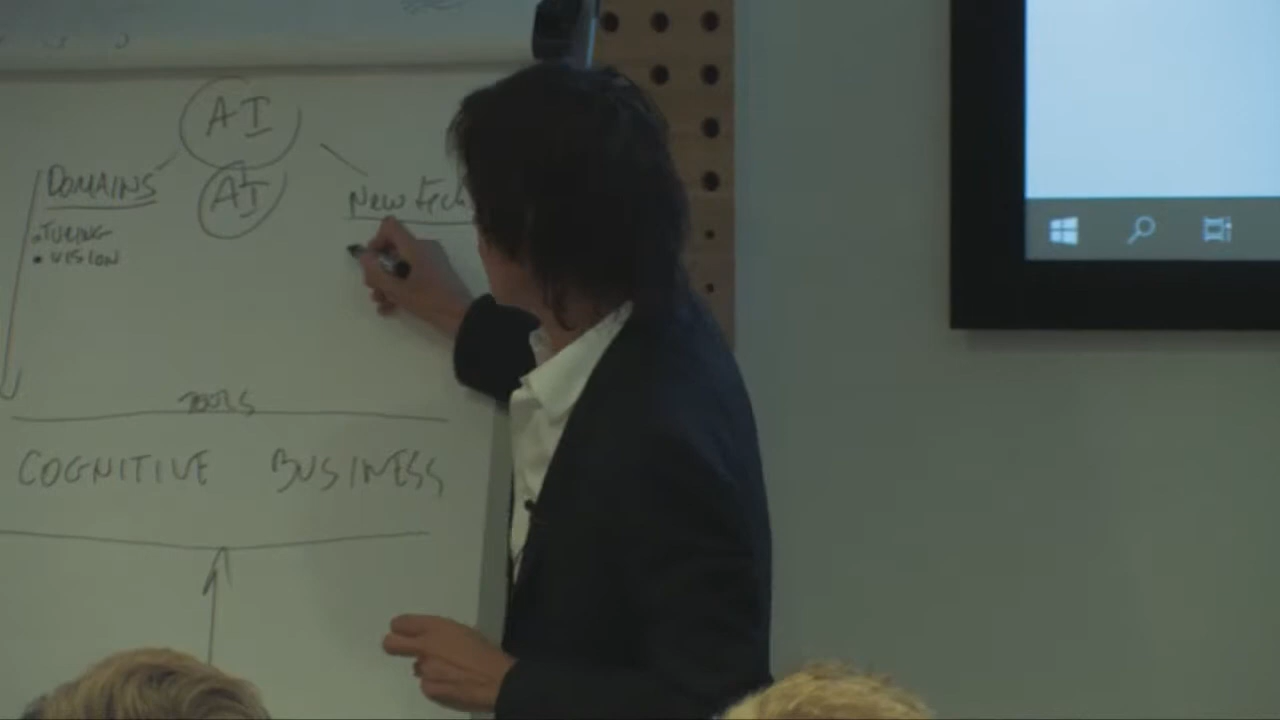 AI
DOMAINS
AI
New tech
• TURING
• VISION
TOOLS
COGNITIVE BUSINESS